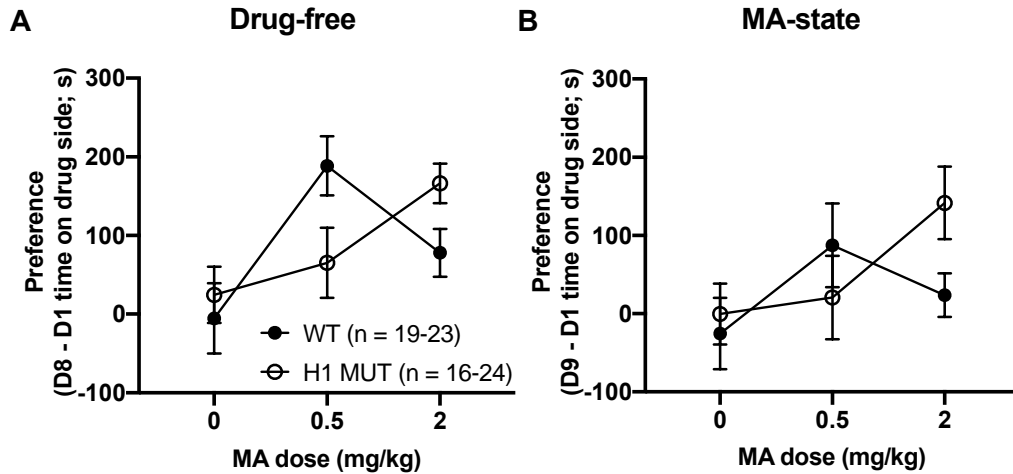 A
Drug-free
Preference
(D8 - D1 time on drug side; s)
300
200
100
0
-100
WT (n = 19-23)
H1 MUT (n = 16-24)
0
0.5
2
MA dose (mg/kg)
B
MA-state
Preference
(D9 - D1 time on drug side; s)
300
200
100
0
-100
0
0.5
2
MA dose (mg/kg)